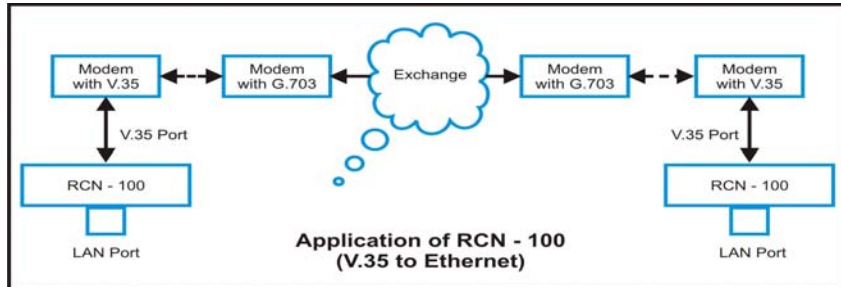 Modem
with V.35
Modem
with G.703
Exchange
Modem
with G.703
Modem
with V.35
V.35 Port
V.35 Port
RCN - 100
RCN - 100
LAN Port
LAN Port
Application of RCN - 100
(V.35 to Ethernet)